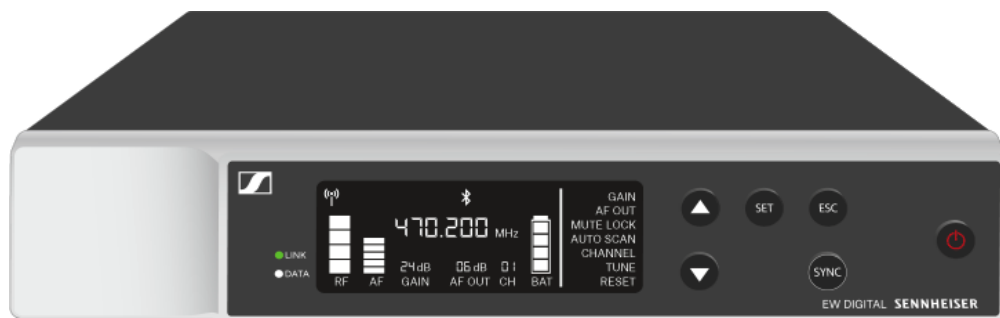 LINK
DATA
470.200 MHz
24 dB 06 dB 01
RF AF GAIN AF OUT CH BAT
GAIN
AF OUT
MUTE LOCK
AUTO SCAN
CHANNEL
TUNE
RESET
SET
ESC
SYNC
EW DIGITAL SENNHEISER